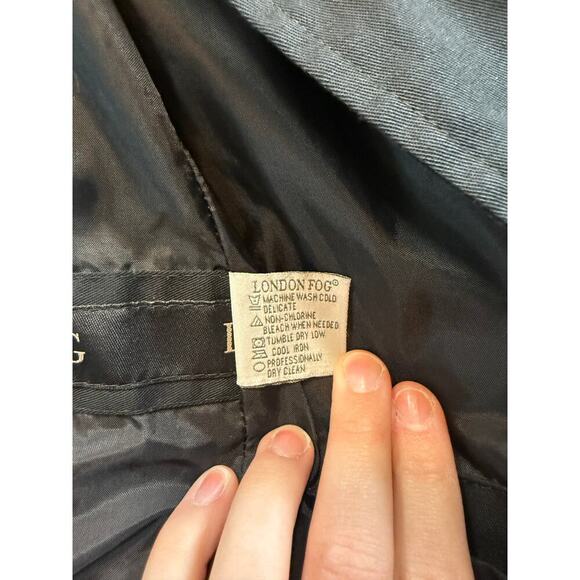 LONDON FOG®
MACHINE WASH COLD
DELICATE
NON-CHLORINE
BLEACH WHEN NEEDED
TUMBLE DRY LOW
COOL IRON
PROFESSIONALLY
DRY CLEAN
G